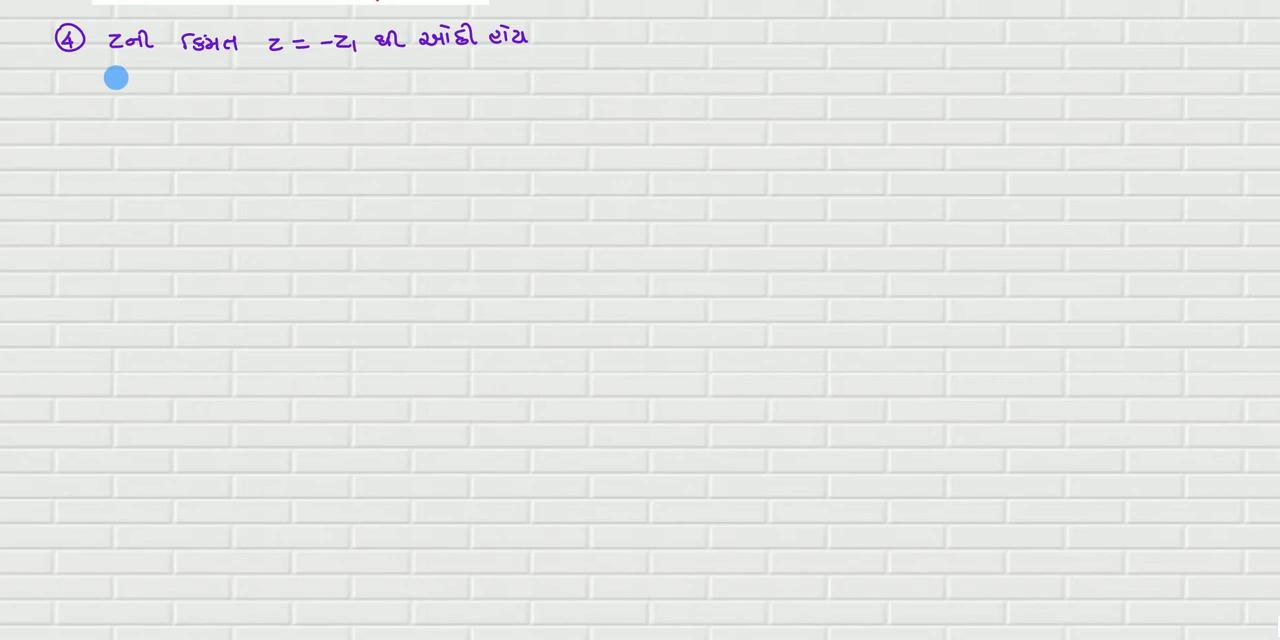 ④ zની કિંમત z = -z₁ થી ઓછી હોય